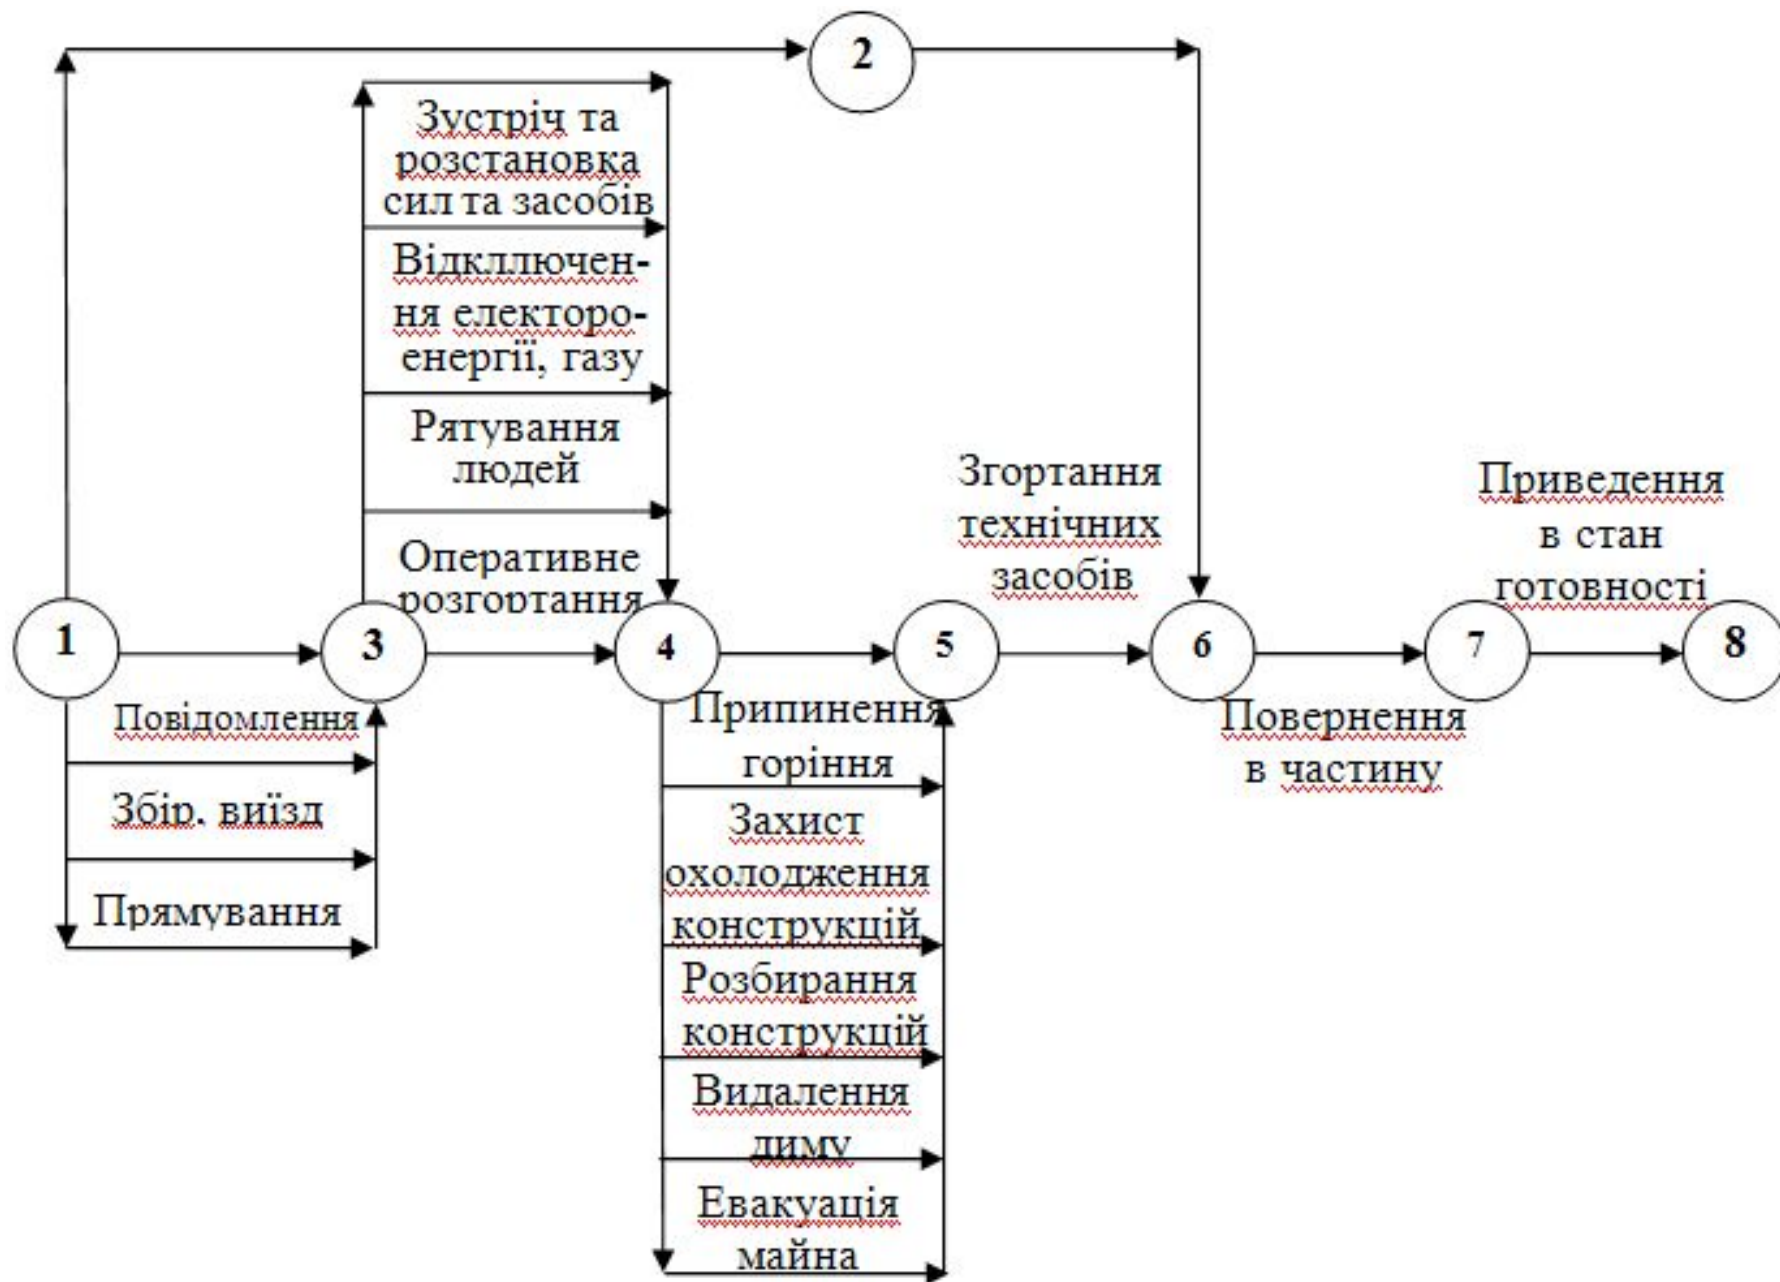 2
Зустріч та
розстановка
сил та засобів
Відкллючен-
ня електоро-
енергії, газу
Рятування
людей
Оперативне
розгортання
Згортання
технічних
засобів
Приведення
в стан
готовності
1
3
4
5
6
7
8
Повідомлення
Збір. виїзд
Прямування
Припинення
горіння
Захист
охолодження
конструкцій
Розбирання
конструкцій
Видалення
диму
Евакуація
майна
Повернення
в частину